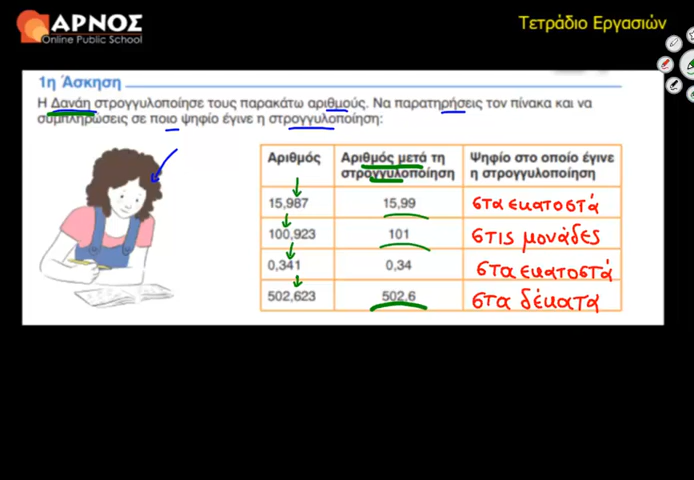 ΑΡΝΟΣ
Online Public School
Τετράδιο Εργασιών
1η Άσκηση
Η Δανάη στρογγυλοποίησε τους παρακάτω αριθμούς. Να παρατηρήσεις τον πίνακα και να
συμπληρώσεις σε ποιο ψηφίο έγινε η στρογγυλοποίηση:
Αριθμός Αριθμός μετά τη στρογγυλοποίηση Ψηφίο στο οποίο έγινε η στρογγυλοποίηση
15,987 15,99 στα εκατοστά
100,923 101 στις μονάδες
0,341 0,34 στα εκατοστά
502,623 502,6 στα δέκατα